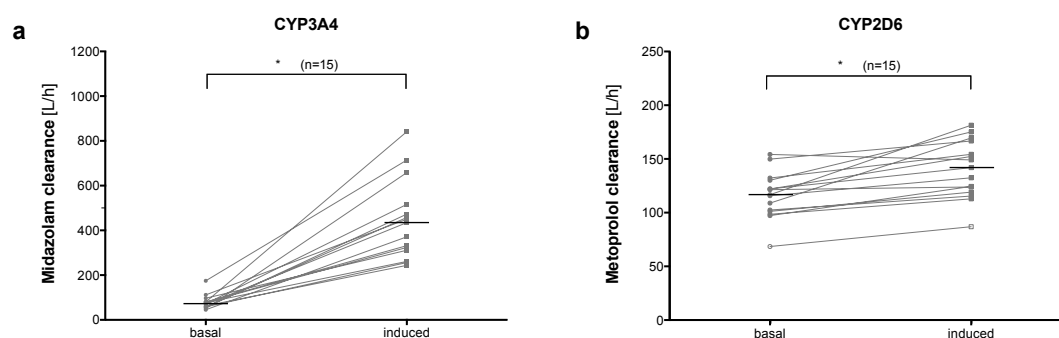 a
CYP3A4
Midazolam clearance [L/h]
1200
1000
800
600
400
200
0
* (n=15)
basal
induced
b
CYP2D6
Metoprolol clearance [L/h]
250
200
150
100
50
0
* (n=15)
basal
induced